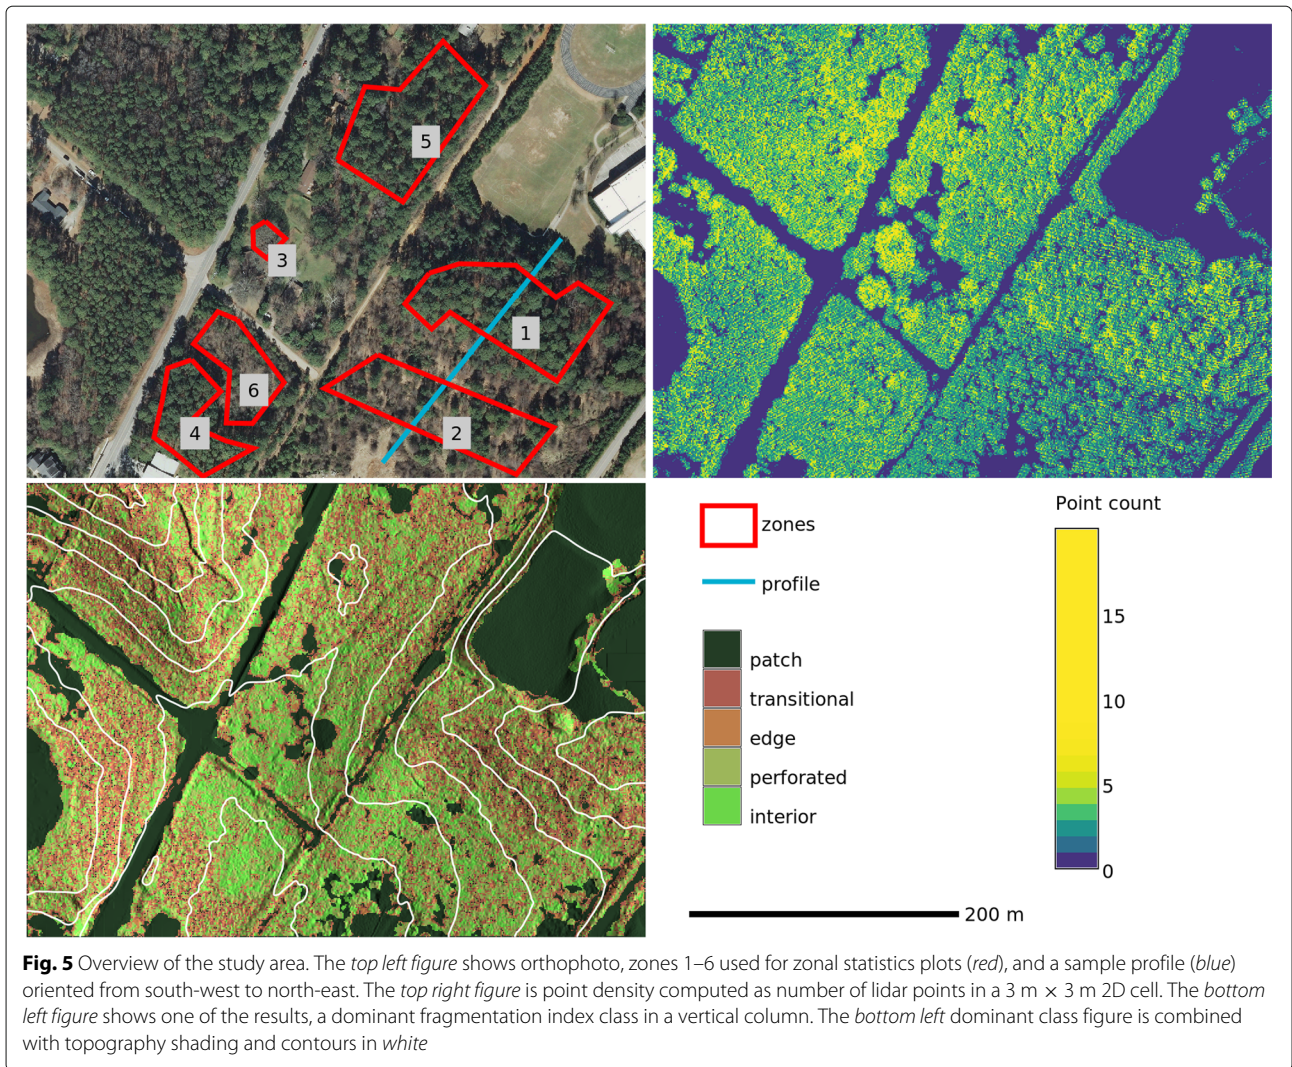 5
3
1
6
4
2
zones
profile
patch
transitional
edge
perforated
interior
Point count
15
10
5
0
200 m
Fig. 5 Overview of the study area. The top left figure shows orthophoto, zones 1–6 used for zonal statistics plots (red), and a sample profile (blue)
oriented from south-west to north-east. The top right figure is point density computed as number of lidar points in a 3 m × 3 m 2D cell. The bottom
left figure shows one of the results, a dominant fragmentation index class in a vertical column. The bottom left dominant class figure is combined
with topography shading and contours in white